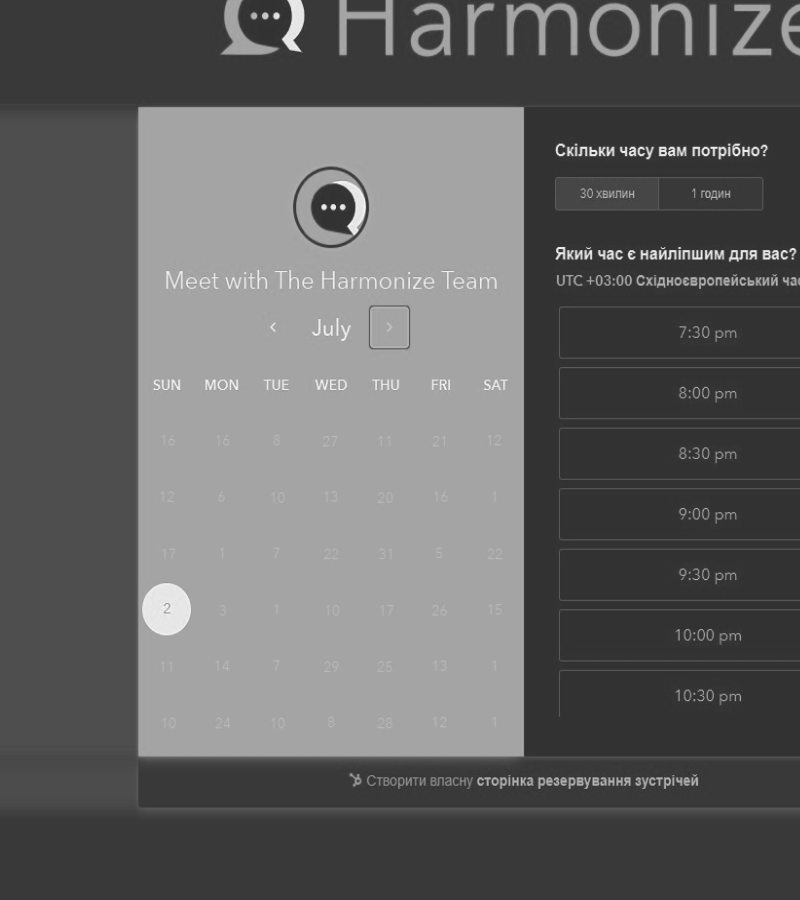 Harmonize
Meet with The Harmonize Team
July
SUN MON TUE WED THU FRI SAT
16 16 8 27 11 21 12
12 6 10 13 20 16 1
17 1 7 22 31 5 22
2 3 1 10 17 26 15
11 14 7 29 25 13 1
10 24 10 8 28 12 1
Скільки часу вам потрібно?
30 хвилин 1 годин
Який час є найліпшим для вас?
UTC +03:00 Східноєвропейський
7:30 pm
8:00 pm
8:30 pm
9:00 pm
9:30 pm
10:00 pm
10:30 pm
Створити власну сторінка резервування зустрічей